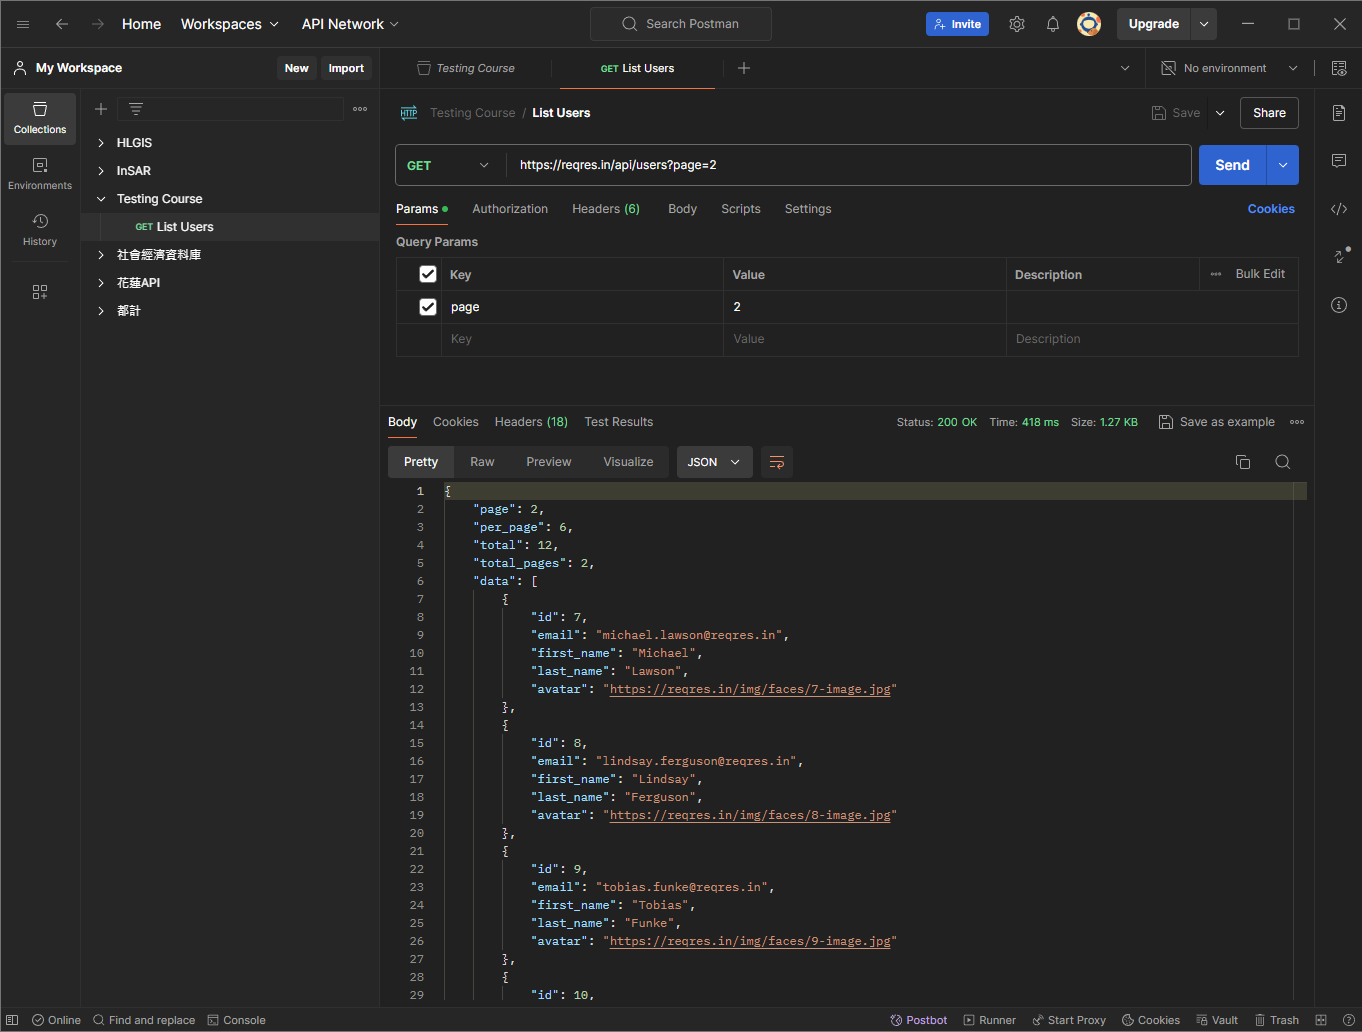 Home Workspaces API Network Search Postman Invite Upgrade
My Workspace New Import Testing Course GET List Users No environment
Collections
Environments
History
HLGIS
InSAR
Testing Course
GET List Users
社會經濟資料庫
花蓮API
都計
HTTP Testing Course / List Users Save Share
GET https://reqres.in/api/users?page=2 Send
Params Authorization Headers (6) Body Scripts Settings Cookies
Query Params
Key Value Description Bulk Edit
page 2
Key Value Description
Body Cookies Headers (18) Test Results Status: 200 OK Time: 418 ms Size: 1.27 KB Save as example
Pretty Raw Preview Visualize JSON
1 {
2 "page": 2,
3 "per_page": 6,
4 "total": 12,
5 "total_pages": 2,
6 "data": [
7 {
8 "id": 7,
9 "email": "michael.lawson@reqres.in",
10 "first_name": "Michael",
11 "last_name": "Lawson",
12 "avatar": "https://reqres.in/img/faces/7-image.jpg"
13 },
14 {
15 "id": 8,
16 "email": "lindsay.ferguson@reqres.in",
17 "first_name": "Lindsay",
18 "last_name": "Ferguson",
19 "avatar": "https://reqres.in/img/faces/8-image.jpg"
20 },
21 {
22 "id": 9,
23 "email": "tobias.funke@reqres.in",
24 "first_name": "Tobias",
25 "last_name": "Funke",
26 "avatar": "https://reqres.in/img/faces/9-image.jpg"
27 },
28 {
29 "id": 10,
Online Find and replace Console Postbot Runner Start Proxy Cookies Vault Trash